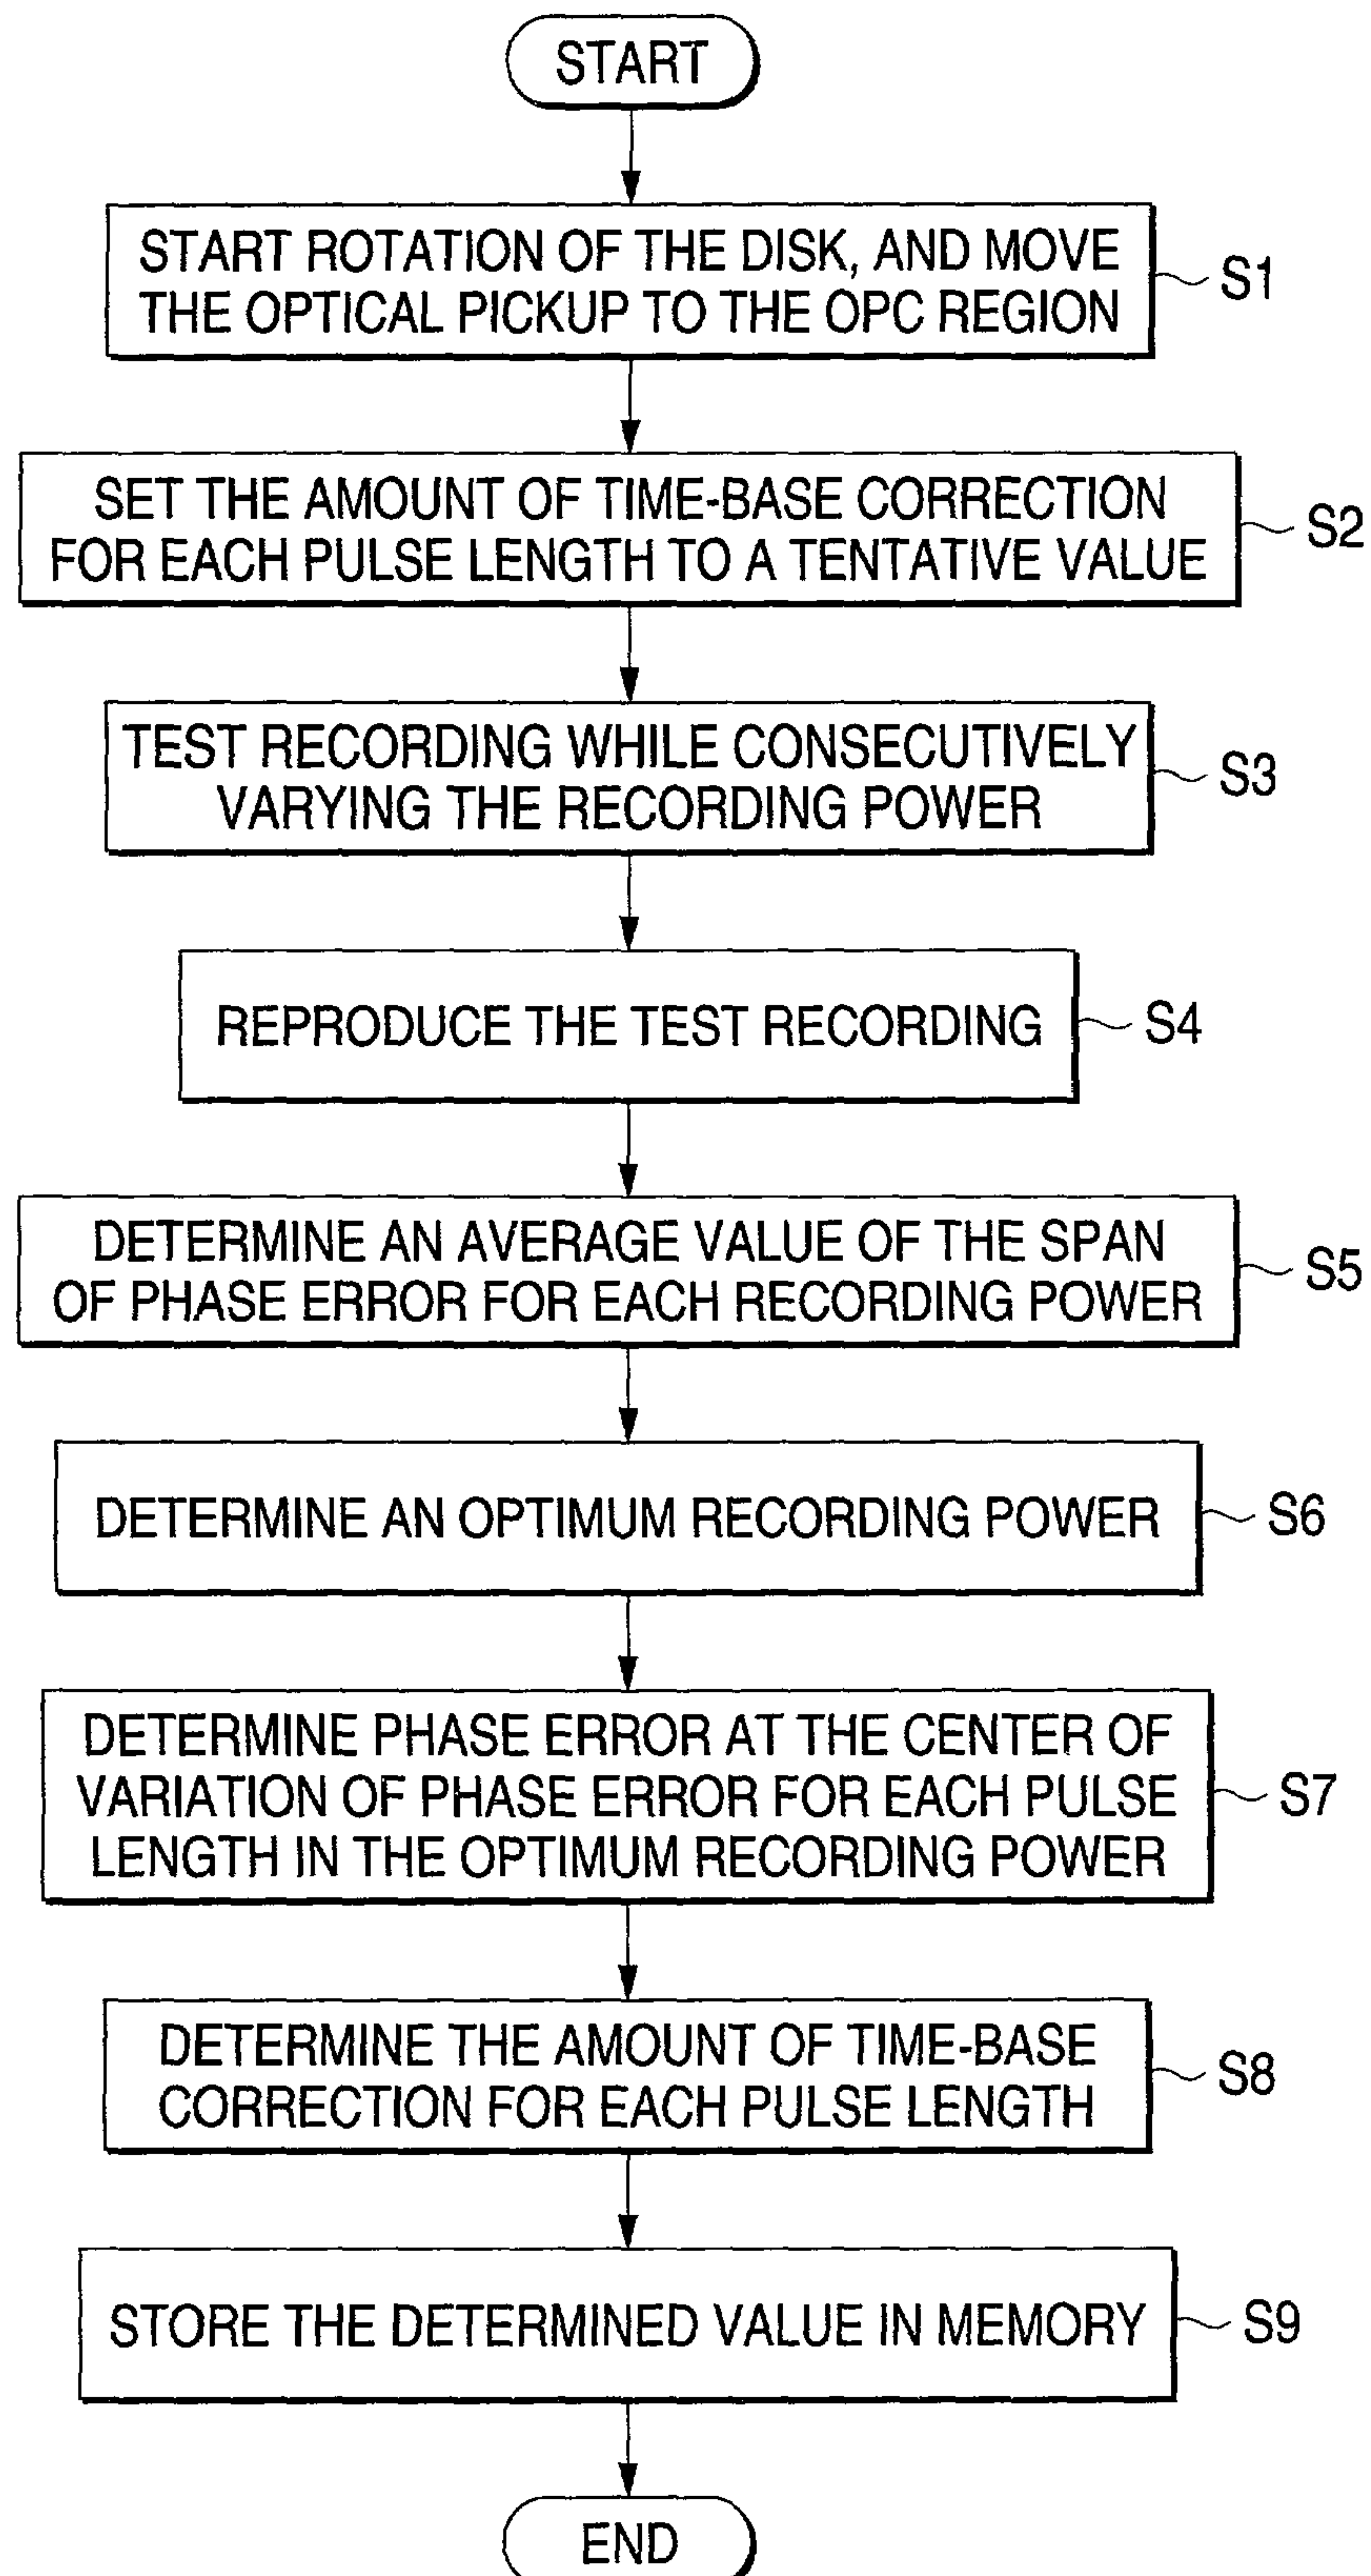 START
START ROTATION OF THE DISK, AND MOVE
THE OPTICAL PICKUP TO THE OPC REGION
S1
SET THE AMOUNT OF TIME-BASE CORRECTION
FOR EACH PULSE LENGTH TO A TENTATIVE VALUE
S2
TEST RECORDING WHILE CONSECUTIVELY
VARYING THE RECORDING POWER
S3
REPRODUCE THE TEST RECORDING
S4
DETERMINE AN AVERAGE VALUE OF THE SPAN
OF PHASE ERROR FOR EACH RECORDING POWER
S5
DETERMINE AN OPTIMUM RECORDING POWER
S6
DETERMINE PHASE ERROR AT THE CENTER OF
VARIATION OF PHASE ERROR FOR EACH PULSE
LENGTH IN THE OPTIMUM RECORDING POWER
S7
DETERMINE THE AMOUNT OF TIME-BASE
CORRECTION FOR EACH PULSE LENGTH
S8
STORE THE DETERMINED VALUE IN MEMORY
S9
END